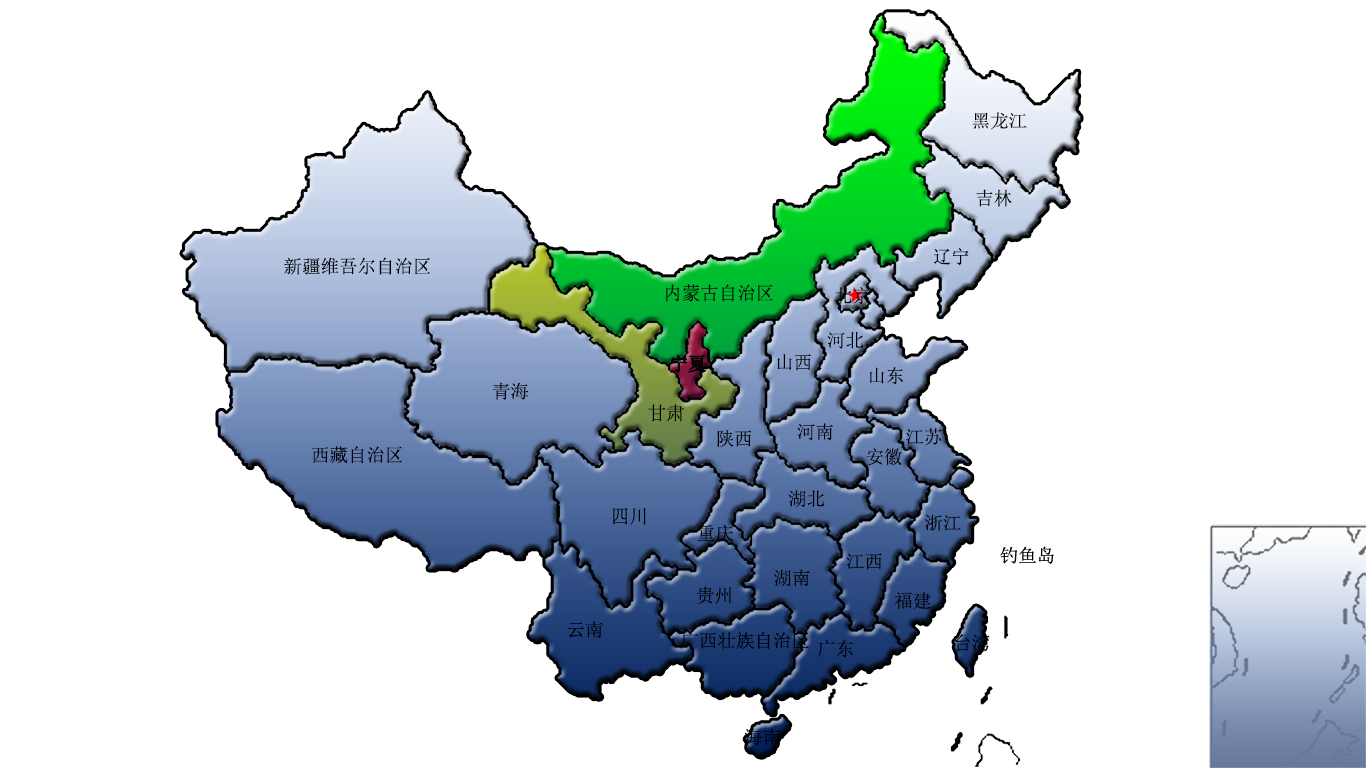 黑龙江
吉林
辽宁
新疆维吾尔自治区
内蒙古自治区
北京
河北
山西
宁夏
山东
青海
甘肃
河南
陕西
江苏
西藏自治区
安徽
湖北
四川
浙江
重庆
钓鱼岛
江西
湖南
贵州
福建
云南
广西壮族自治区
台湾
广东
海南